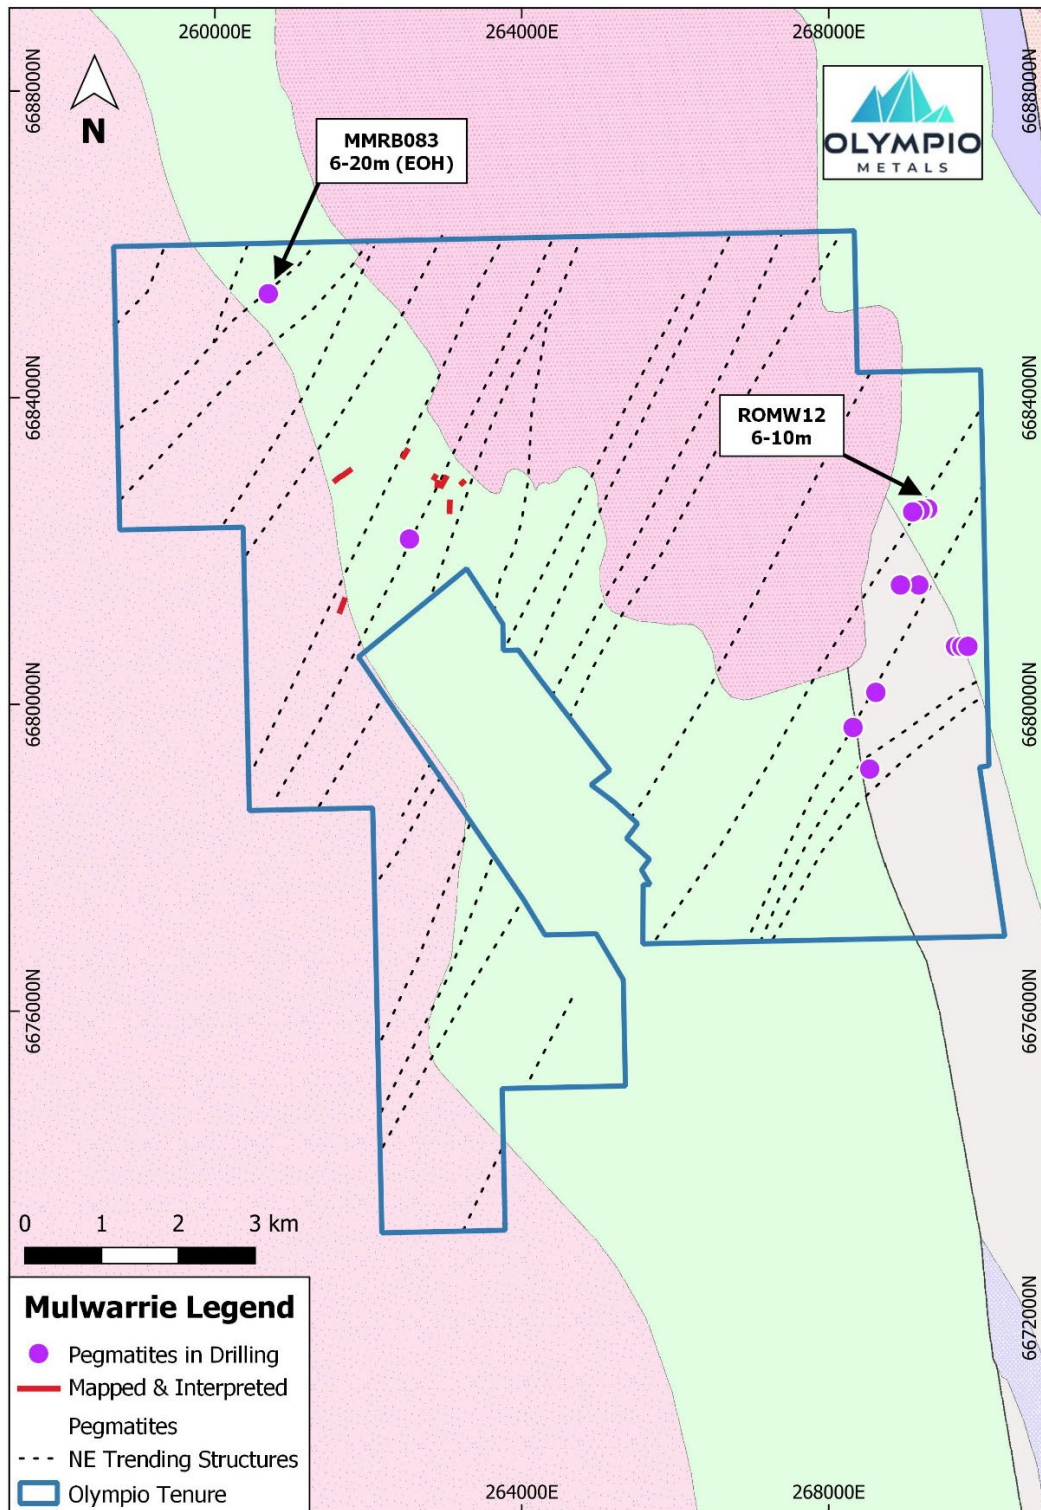 260000E
264000E
268000E
6688000N
6688000N
N
OLYMPIO
METALS
MMRB083
6-20m (EOH)
6684000N
6684000N
ROMW12
6-10m
6680000N
6680000N
6676000N
6676000N
0 1 2 3 km
6672000N
Mulwarrie Legend
Pegmatites in Drilling
Mapped & Interpreted
Pegmatites
NE Trending Structures
Olympio Tenure
264000E
268000E